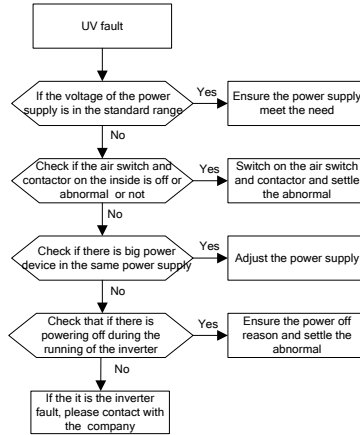 UV fault
If the voltage of the power
supply is in the standard range
Yes
Ensure the power supply
meet the need
No
Check if the air switch and
contactor on the inside is off or
abnormal or not
Yes
Switch on the air switch
and contactor and settle
the abnormal
No
Check if there is big power
device in the same power supply
Yes
Adjust the power supply
No
Check that if there is
powering off during the
running of the inverter
Yes
Ensure the power off
reason and settle the
abnormal
No
If the it is the inverter
fault, please contact with
the company